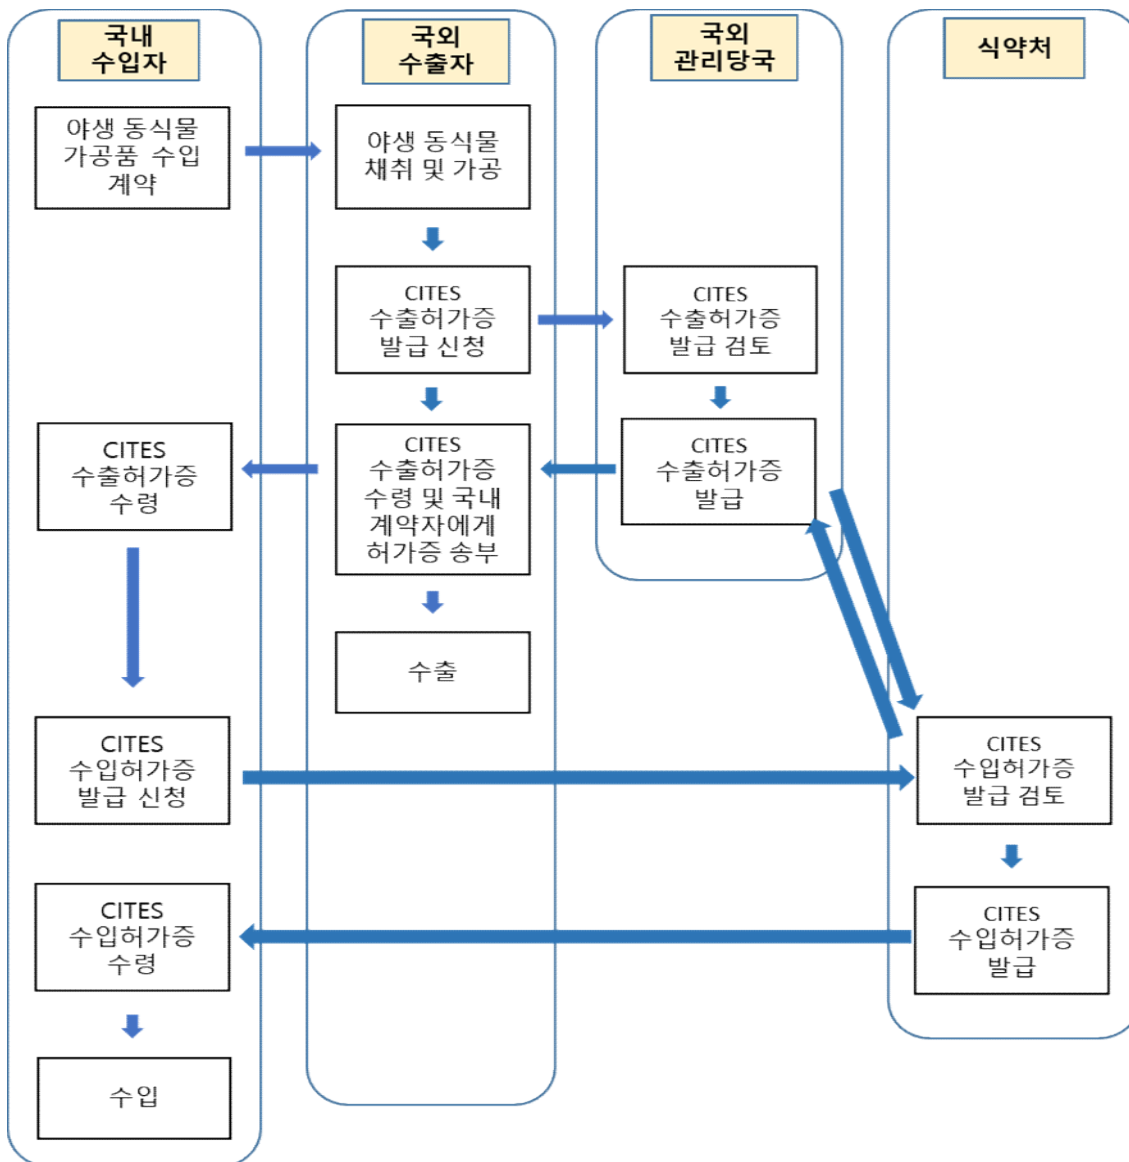 국내
수입자
국외
수출자
국외
관리당국
식약처
야생 동식물
가공품 수입
계약
야생 동식물
채취 및 가공
CITES
수출허가증
발급 신청
CITES
수출허가증
발급 검토
CITES
수출허가증
수령
CITES
수출허가증
수령 및 국내
계약자에게
허가증 송부
CITES
수출허가증
발급
수출
CITES
수입허가증
발급 신청
CITES
수입허가증
발급 검토
CITES
수입허가증
수령
CITES
수입허가증
발급
수입